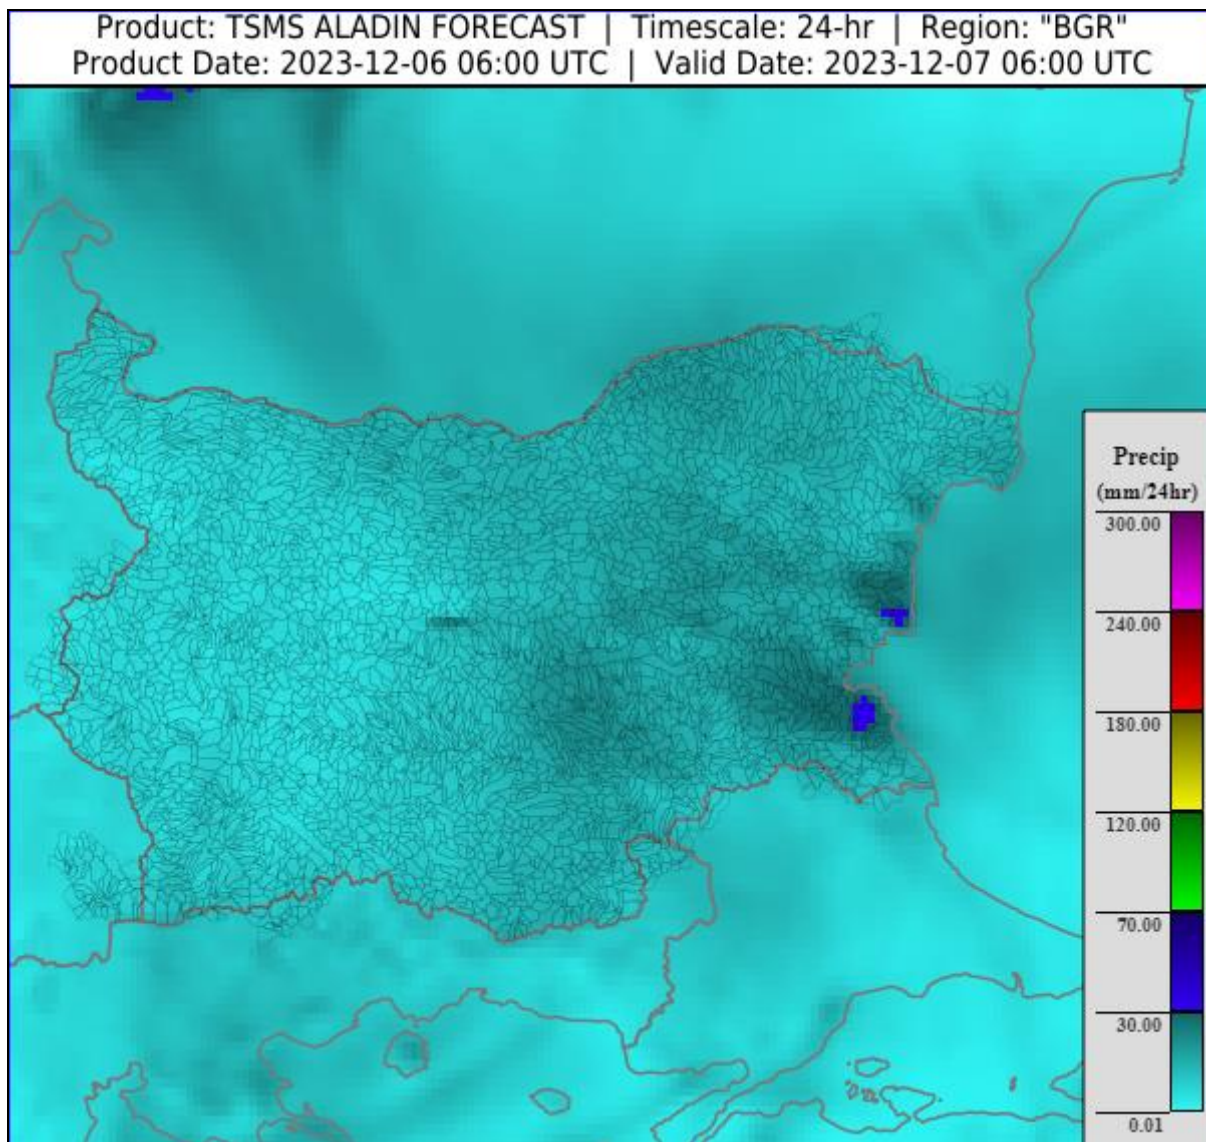 Product: TSMS ALADIN FORECAST | Timescale: 24-hr | Region: "BGR"
Product Date: 2023-12-06 06:00 UTC | Valid Date: 2023-12-07 06:00 UTC
Precip
(mm/24hr)
300.00
240.00
180.00
120.00
70.00
30.00
0.01